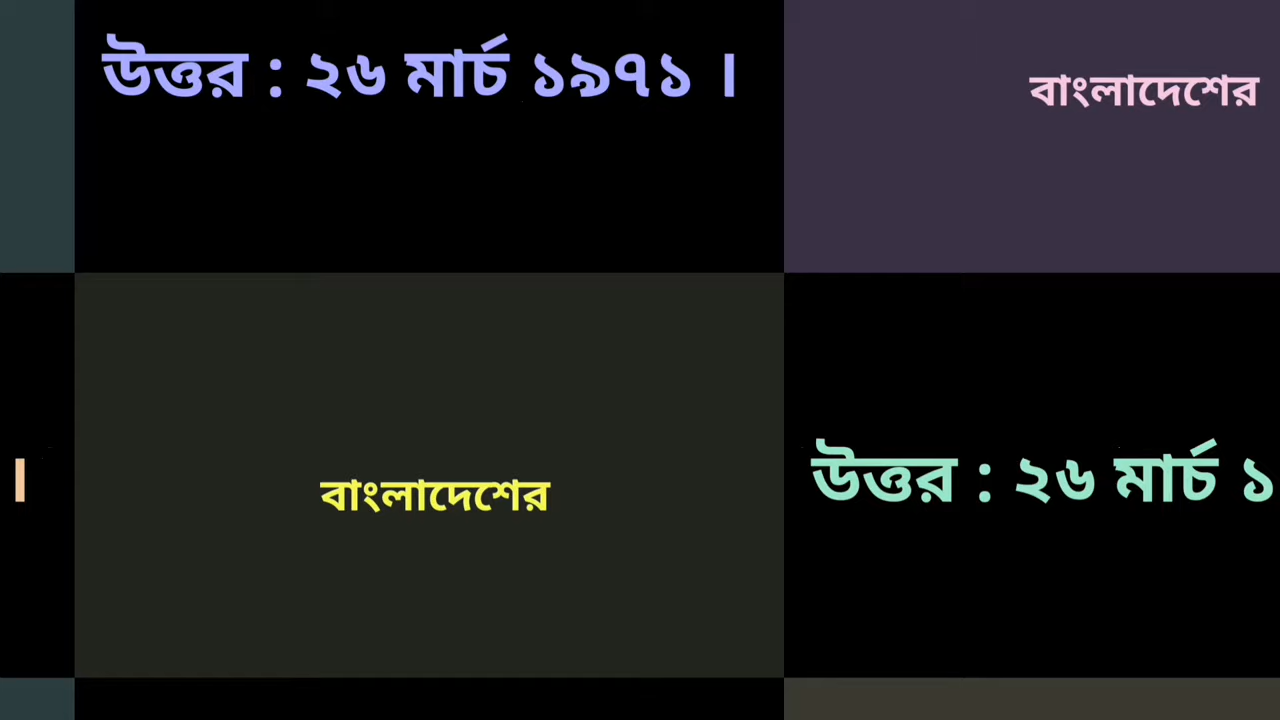 উত্তর : ২৬ মার্চ ১৯৭১ ।
বাংলাদেশের
।
বাংলাদেশের
উত্তর : ২৬ মার্চ ১